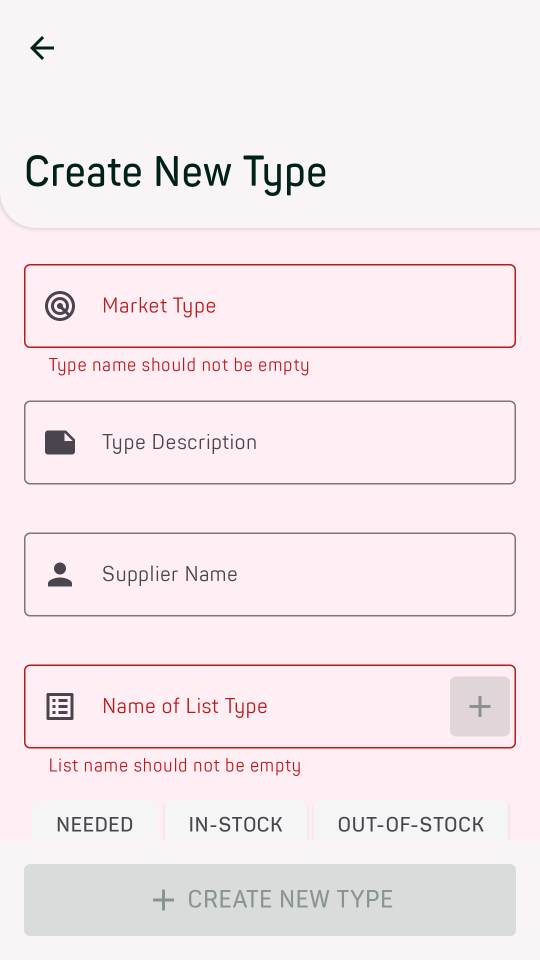 Create New Type
Market Type
Type name should not be empty
Type Description
Supplier Name
Name of List Type
List name should not be empty
NEEDED IN-STOCK OUT-OF-STOCK
CREATE NEW TYPE